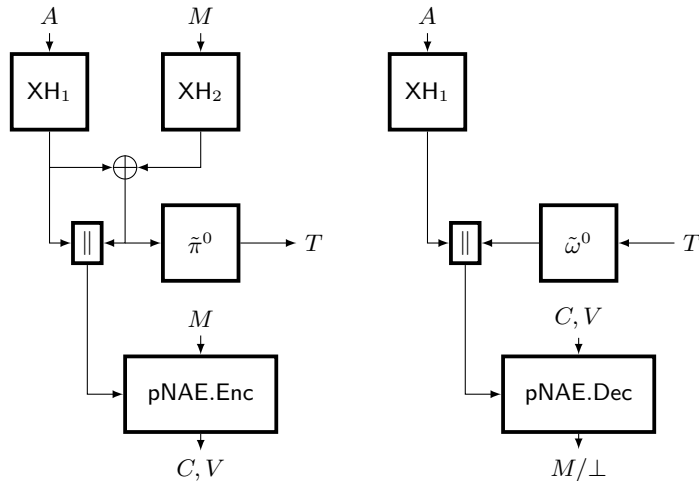 A
M
A
XH₁
XH₂
XH₁
⊕
||
π̃⁰
T
||
ω̃⁰
T
M
C, V
pNAE.Enc
pNAE.Dec
C, V
M/⊥